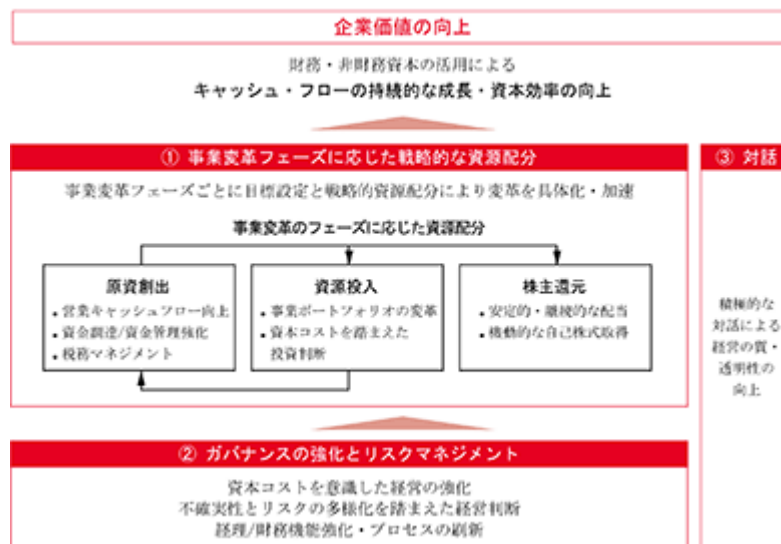 企業価値の向上
財務・非財務資本の活用による
キャッシュ・フローの持続的な成長・資本効率の向上
① 事業変革フェーズに応じた戦略的な資源配分
事業変革フェーズごとに目標設定と戦略的資源配分により変革を具体化・加速
事業変革のフェーズに応じた資源配分
原資創出
・営業キャッシュフロー向上
・資金調達/資金管理強化
・税務マネジメント
資源投入
・事業ポートフォリオの変革
・資本コストを踏まえた
投資判断
株主還元
・安定的・継続的な配当
・機動的な自己株式取得
② ガバナンスの強化とリスクマネジメント
資本コストを意識した経営の強化
不確実性とリスクの多様化を踏まえた経営判断
経理/財務機能強化・プロセスの刷新
③ 対話
積極的な
対話による
経営の質・
透明性の
向上